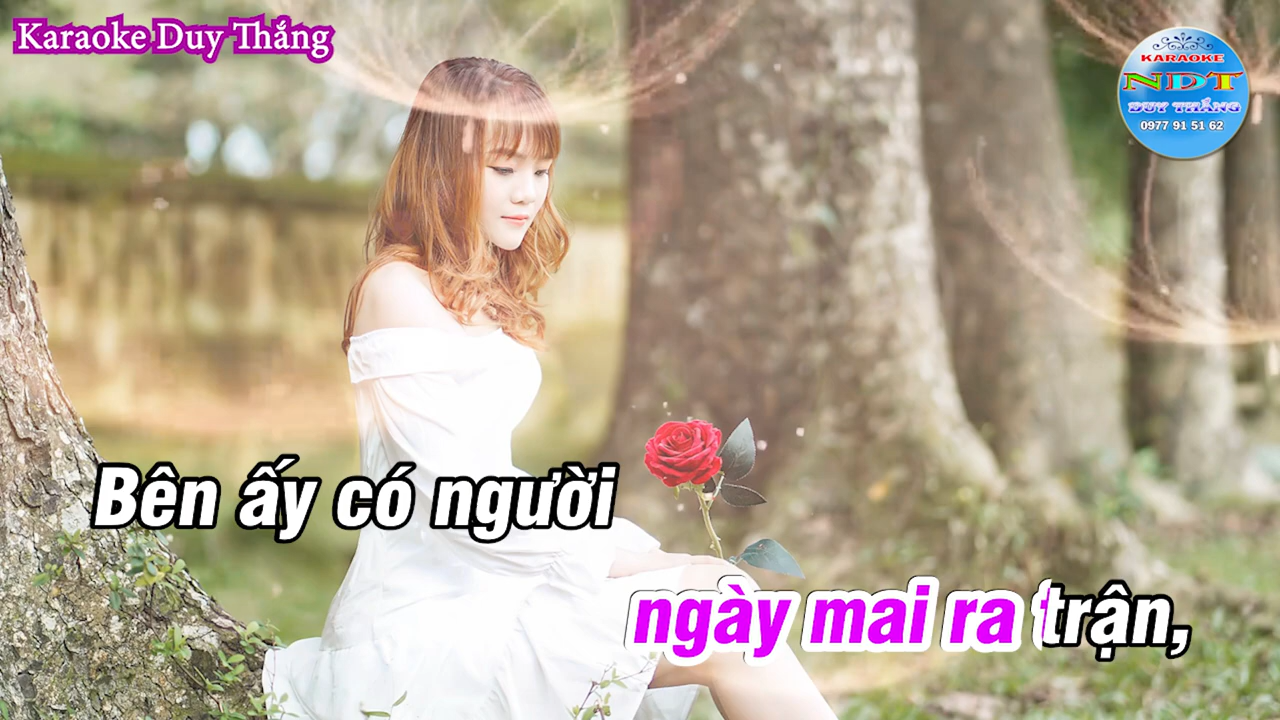 Karaoke Duy Thắng
KARAOKE
NDT
DUY THẮNG
0977 91 51 62
Bên ấy có người
ngày mai ra trận,